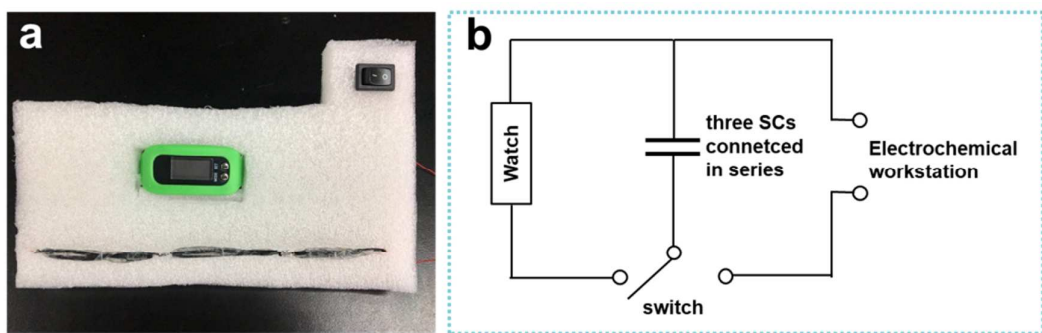 a
b
Watch
three SCs
connetced
in series
Electrochemical
workstation
switch